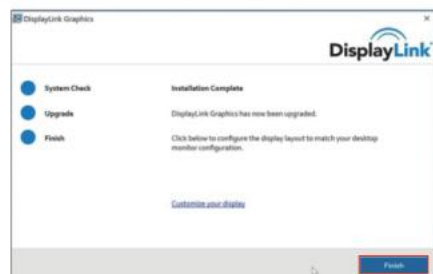 DisplayLink Graphics
DisplayLink
System Check
Installation Complete
Upgrade
DisplayLink Graphics has now been upgraded.
Finish
Click below to configure the display layout to match your desktop
monitor configuration.
Customize your display
Finish